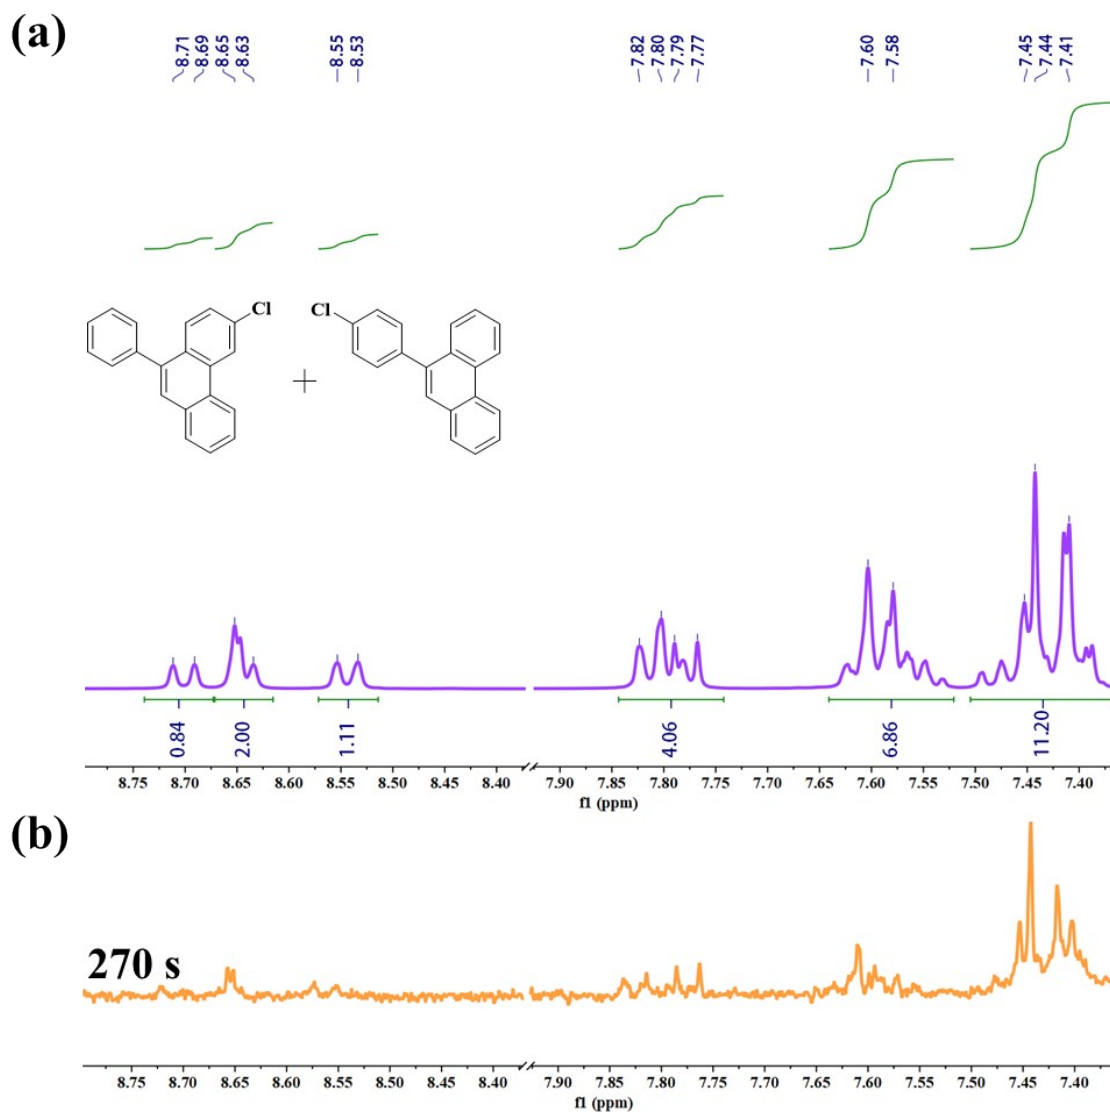 (a)
8.71 8.69 8.65 8.63 8.55 8.53 7.82 7.80 7.79 7.77 7.60 7.58 7.45 7.44 7.41
Cl Cl
+
0.84 2.00 1.11 4.06 6.86 11.20
8.75 8.70 8.65 8.60 8.55 8.50 8.45 8.40 7.90 7.85 7.80 7.75 7.70 7.65 7.60 7.55 7.50 7.45 7.40
f1 (ppm)
(b)
270 s
8.75 8.70 8.65 8.60 8.55 8.50 8.45 8.40 7.90 7.85 7.80 7.75 7.70 7.65 7.60 7.55 7.50 7.45 7.40
f1 (ppm)